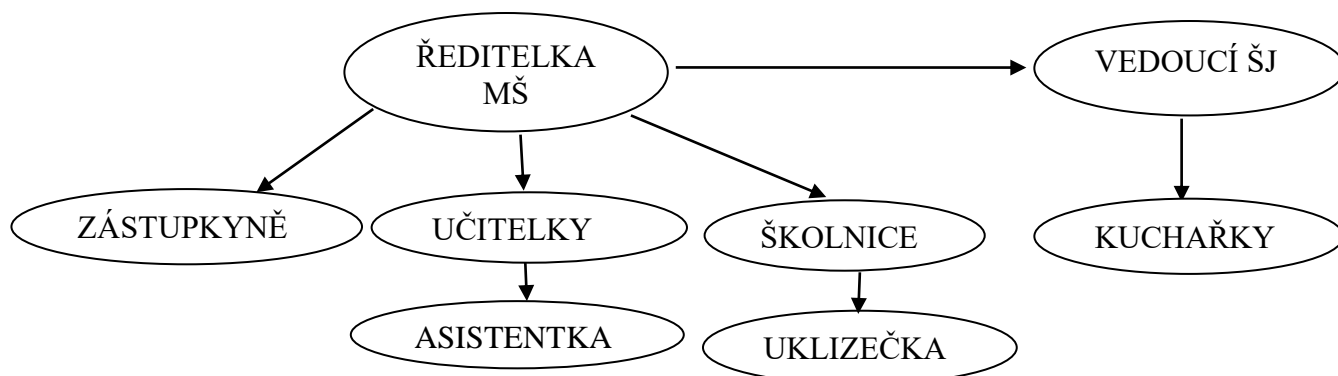 ŘEDITELKA
MŠ
VEDOUCÍ ŠJ
ZÁSTUPKYNĚ
UČITELKY
ŠKOLNICE
KUCHAŘKY
ASISTENTKA
UKLIZEČKA